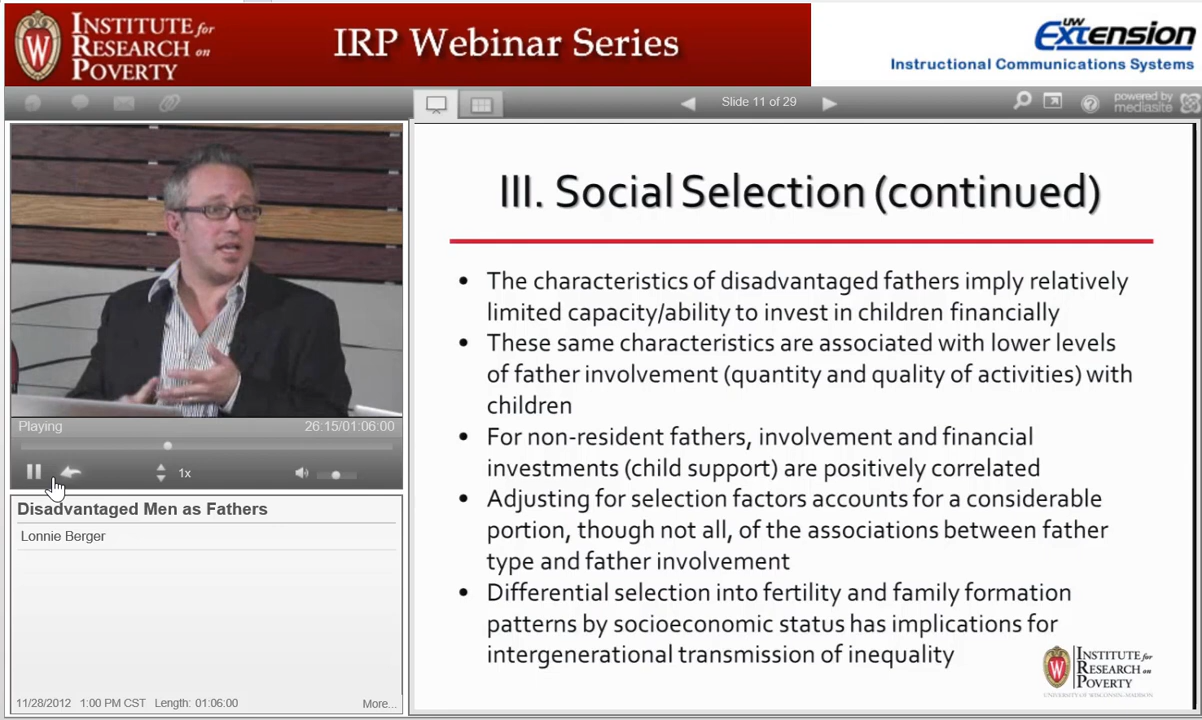 INSTITUTE for
RESEARCH on
POVERTY
IRP Webinar Series
UW
Extension
Instructional Communications Systems
Slide 11 of 29
powered by
mediasite
III. Social Selection (continued)
• The characteristics of disadvantaged fathers imply relatively
limited capacity/ability to invest in children financially
• These same characteristics are associated with lower levels
of father involvement (quantity and quality of activities) with
children
• For non-resident fathers, involvement and financial
investments (child support) are positively correlated
• Adjusting for selection factors accounts for a considerable
portion, though not all, of the associations between father
type and father involvement
• Differential selection into fertility and family formation
patterns by socioeconomic status has implications for
intergenerational transmission of inequality
INSTITUTE for
RESEARCH on
POVERTY
UNIVERSITY OF WISCONSIN-MADISON
Playing 26:15/01:06:00
1x
Disadvantaged Men as Fathers
Lonnie Berger
11/28/2012 1:00 PM CST Length: 01:06:00 More...